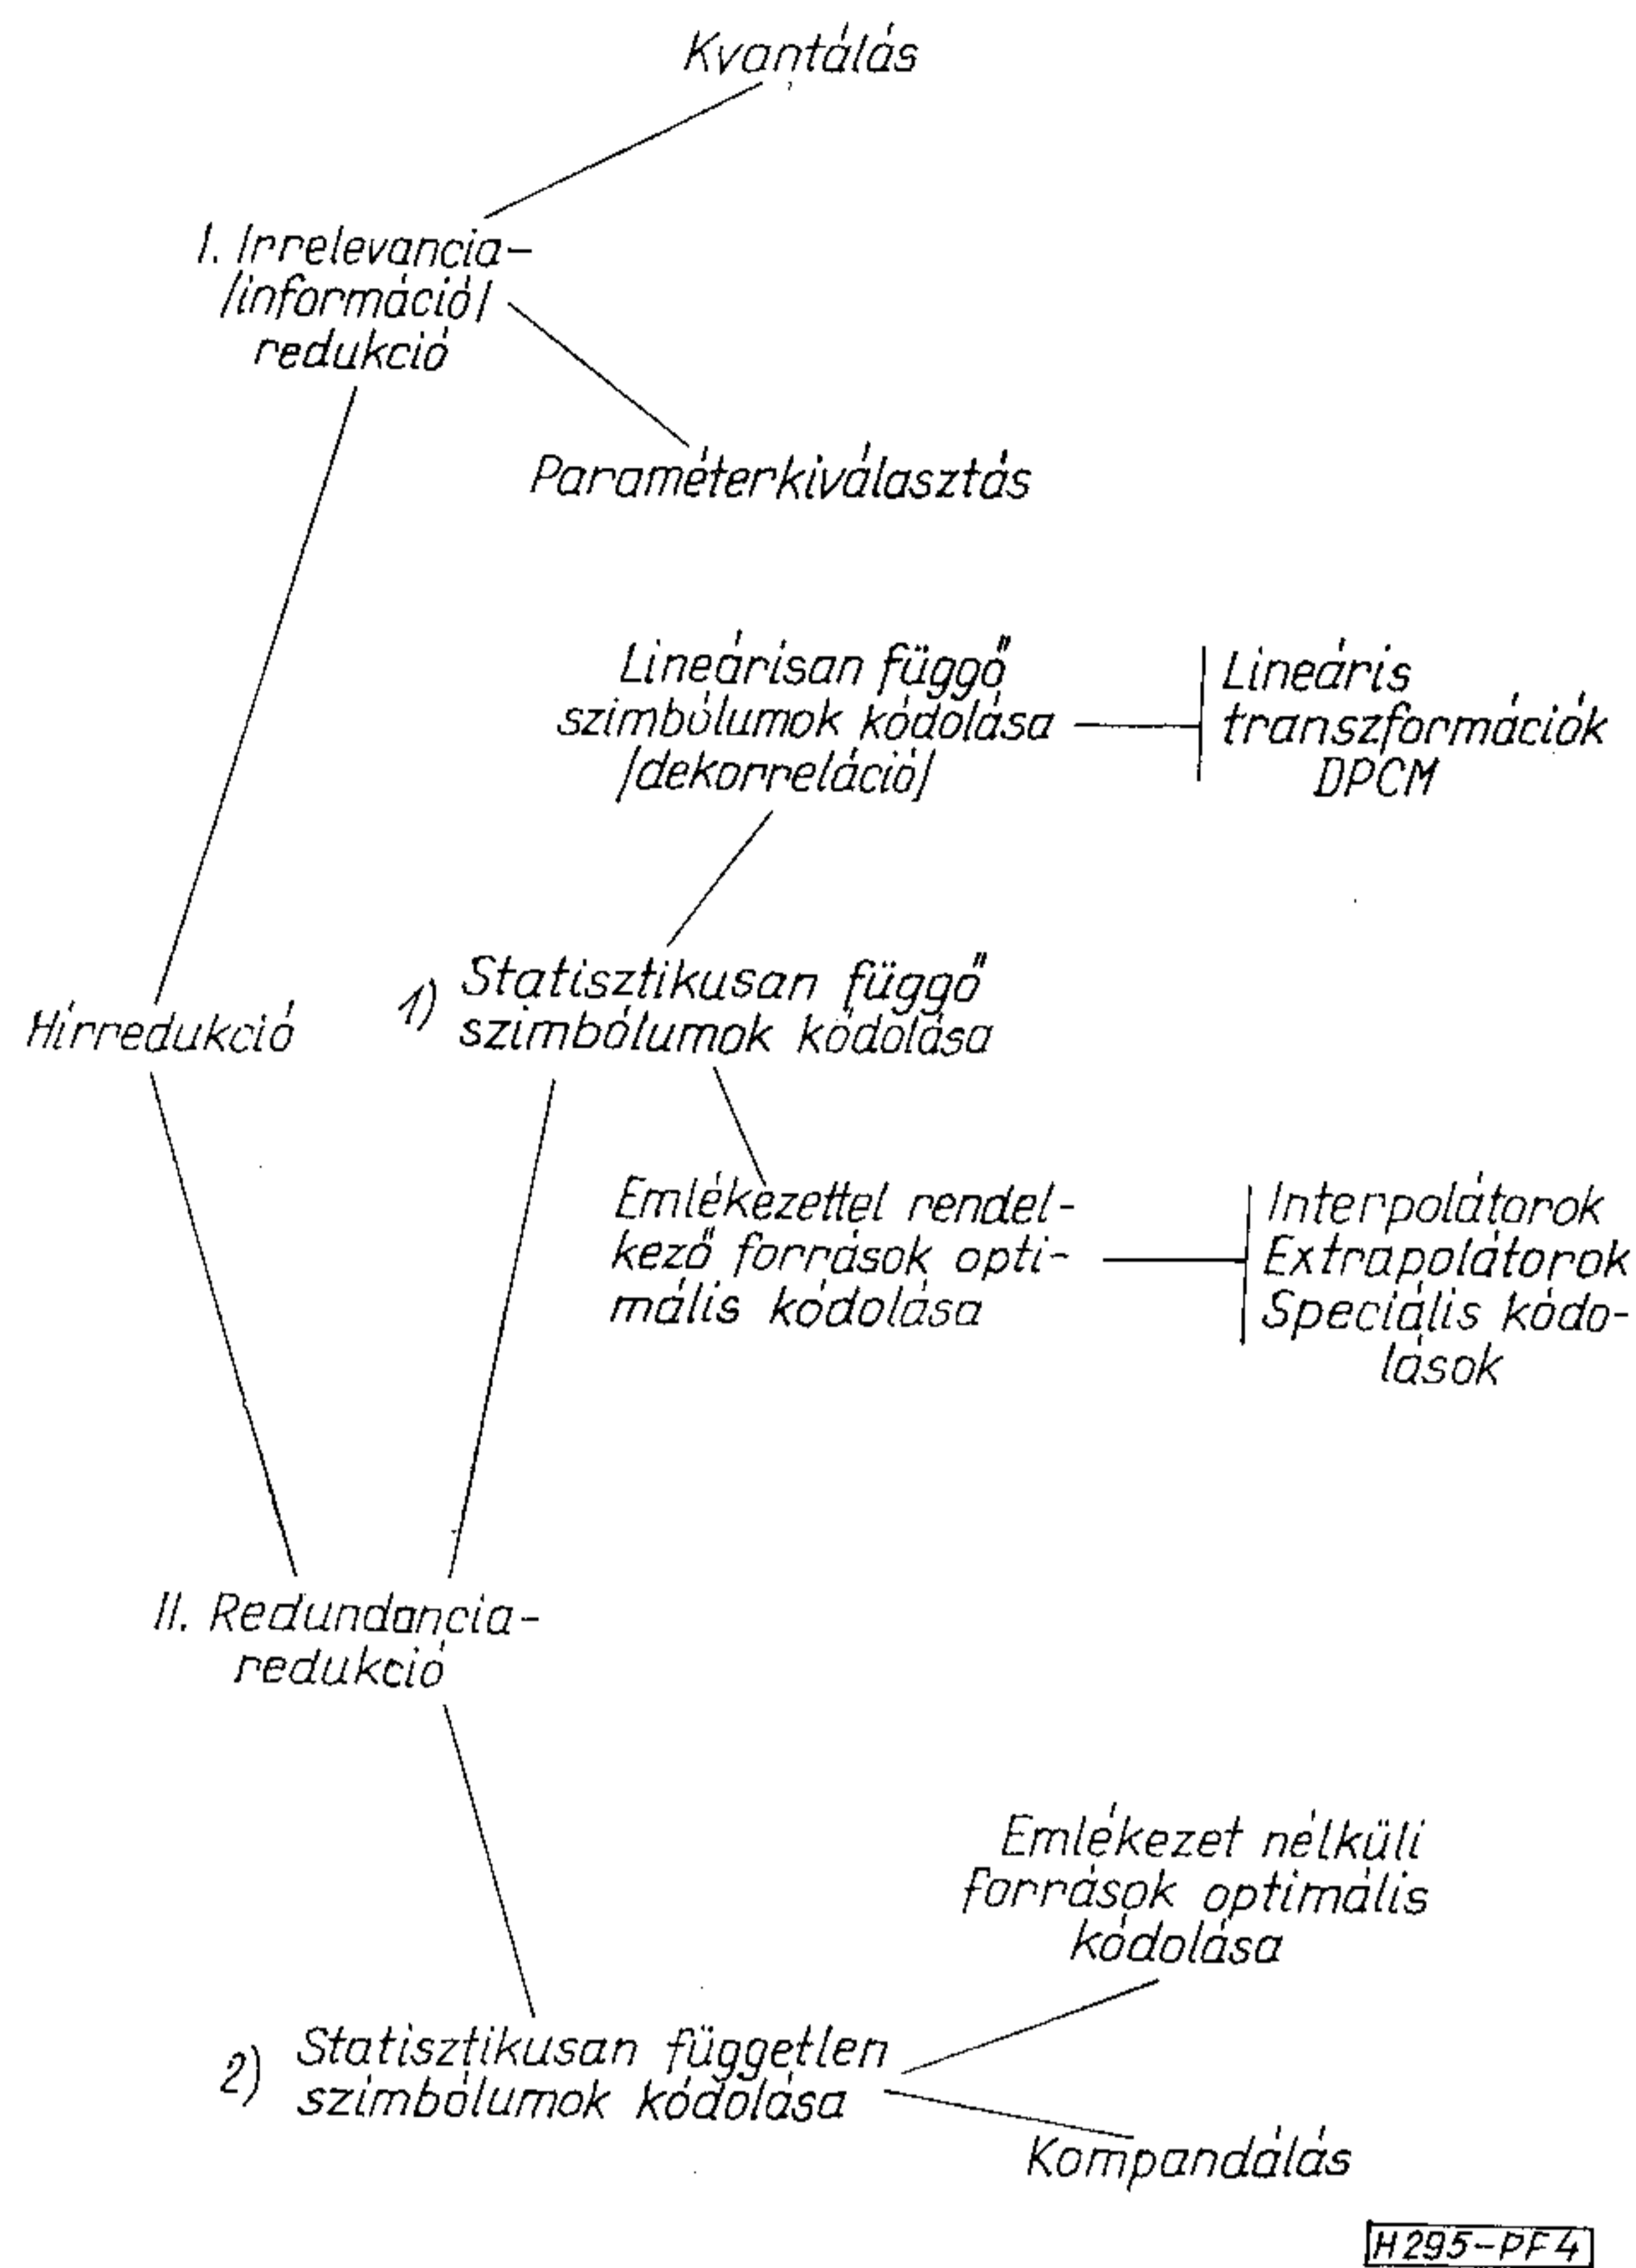 Kvantálás
I. Irrelevancia-
/információ/
redukció
Paraméterkiválasztás
Lineárisan függő
szimbólumok kódolása
/dekorreláció/
Lineáris
transzformációk
DPCM
Hírredukció
1) Statisztikusan függő
szimbólumok kódolása
Emlékezettel rendel-
kező források opti-
mális kódolása
Interpolátorok
Extrapolátorok
Speciális kódo-
lások
II. Redundancia-
redukció
Emlékezet nélküli
források optimális
kódolása
2) Statisztikusan független
szimbólumok kódolása
Kompandálás
H295-PF4